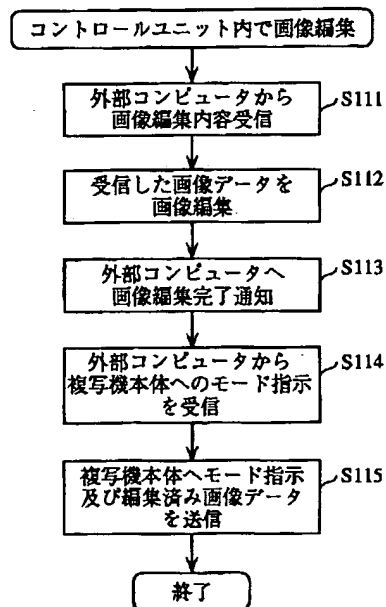 コントロールユニット内で画像編集
外部コンピュータから
画像編集内容受信
S111
受信した画像データを
画像編集
S112
外部コンピュータへ
画像編集完了通知
S113
外部コンピュータから
複写機本体へのモード指示
を受信
S114
複写機本体へモード指示
及び編集済み画像データ
を送信
S115
終了